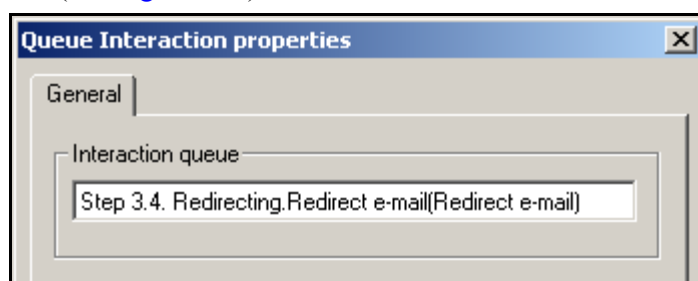 Queue Interaction properties
General
Interaction queue
Step 3.4. Redirecting.Redirect e-mail(Redirect e-mail)